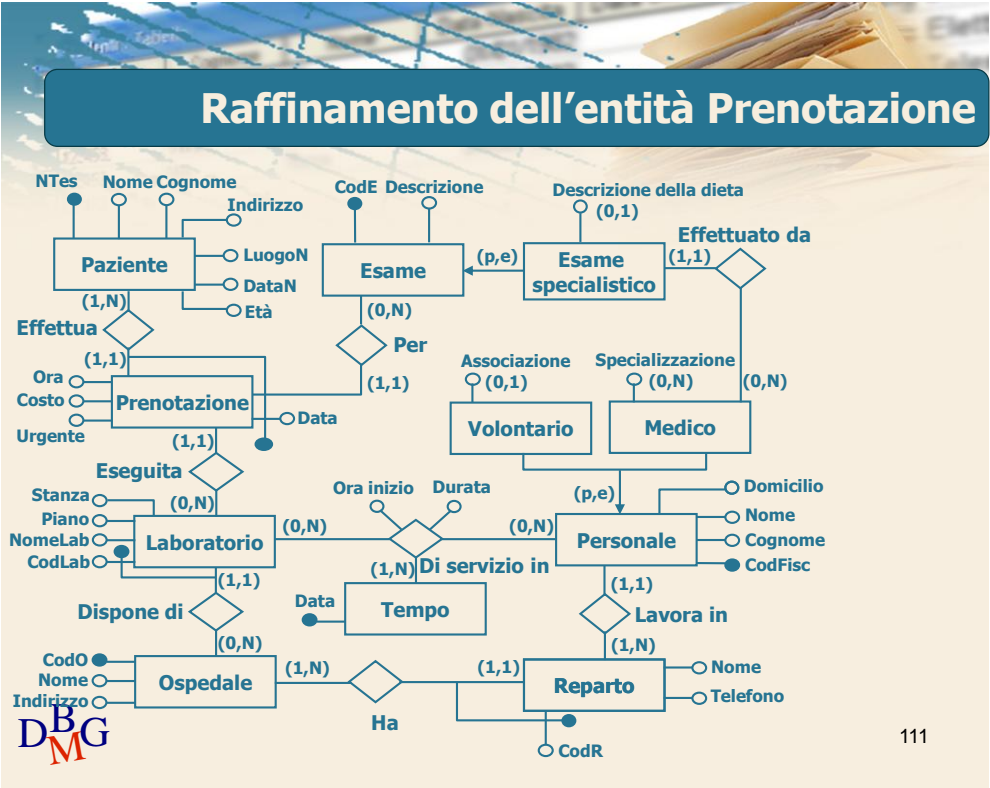 Raffinamento dell'entità Prenotazione
NTes Nome Cognome
Indirizzo
LuogoN
DataN
Età
Paziente
(1,N)
Effettua
(1,1)
CodE Descrizione
Esame
(0,N)
Per
(1,1)
(p,e)
Descrizione della dieta
(0,1)
Esame
specialistico
(1,1)
Effettuato da
(0,N)
Ora
Costo
Urgente
Prenotazione
Data
(1,1)
Eseguita
(0,N)
Associazione
(0,1)
Volontario
Specializzazione
(0,N)
Medico
(p,e)
Stanza
Piano
NomeLab
CodLab
Laboratorio
(0,N)
Ora inizio Durata
(0,N)
(1,N) Di servizio in
Data
Tempo
Personale
Domicilio
Nome
Cognome
CodFisc
(1,1)
Lavora in
(1,N)
(1,1)
Dispone di
(0,N)
CodO
Nome
Indirizzo
Ospedale
(1,N)
Ha
(1,1)
Reparto
Nome
Telefono
CodR
DBMG
111